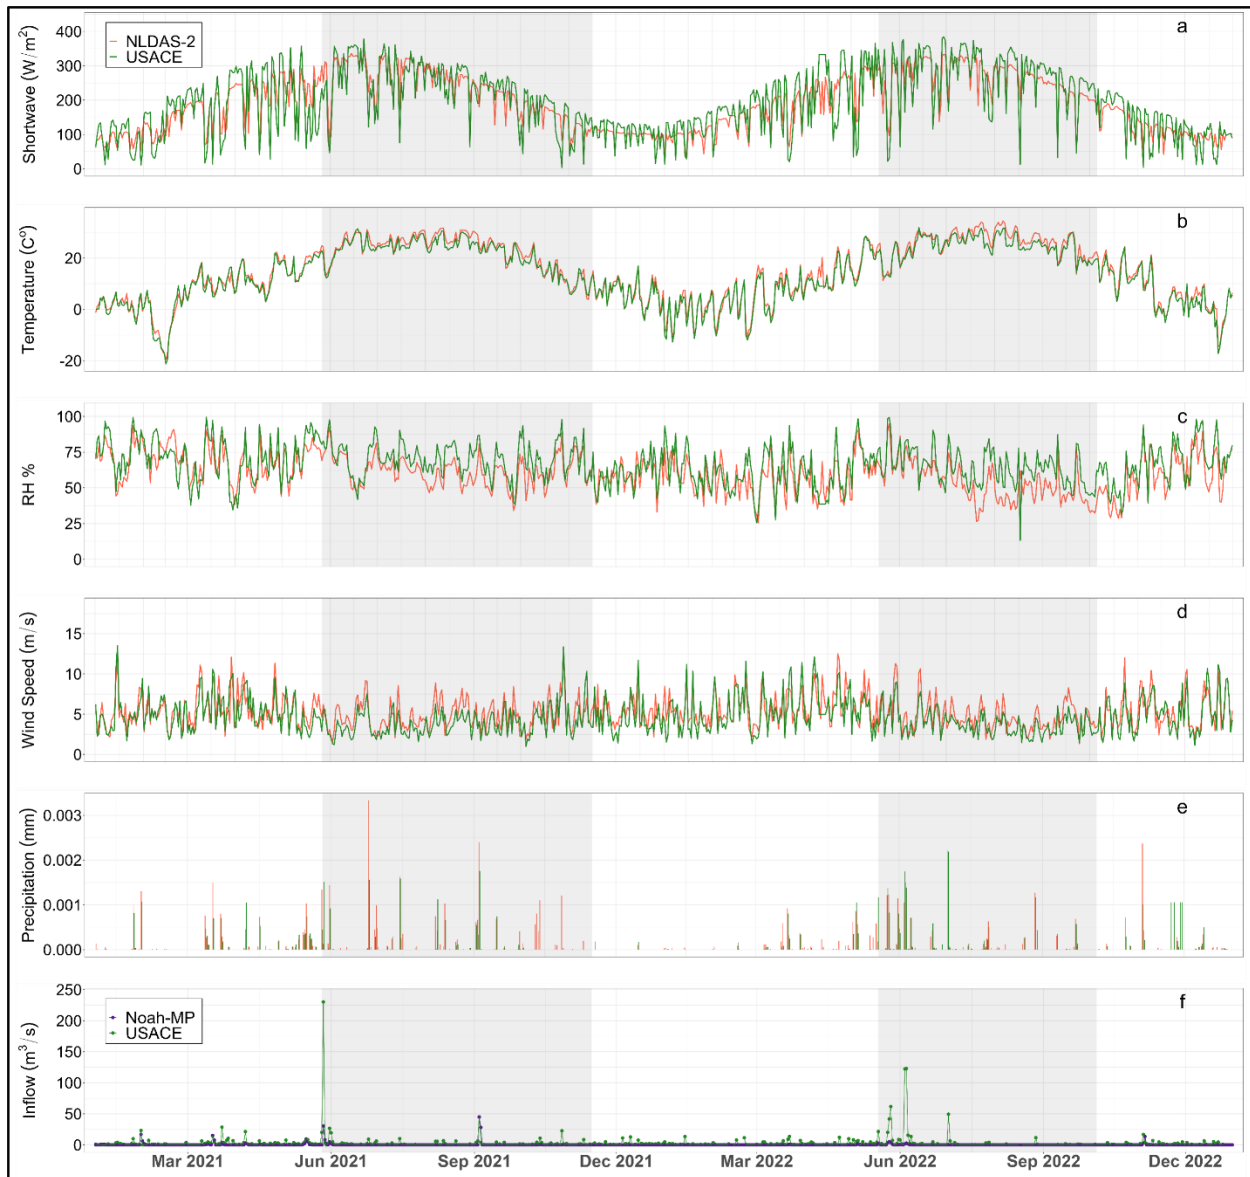 a
NLDAS-2
USACE
Shortwave (W/m²)
400
300
200
100
0
b
Temperature (C°)
20
0
-20
c
RH %
100
75
50
25
0
d
Wind Speed (m/s)
15
10
5
0
e
Precipitation (mm)
0.003
0.002
0.001
0.000
f
Noah-MP
USACE
Inflow (m³/s)
250
200
150
100
50
0
Mar 2021 Jun 2021 Sep 2021 Dec 2021 Mar 2022 Jun 2022 Sep 2022 Dec 2022